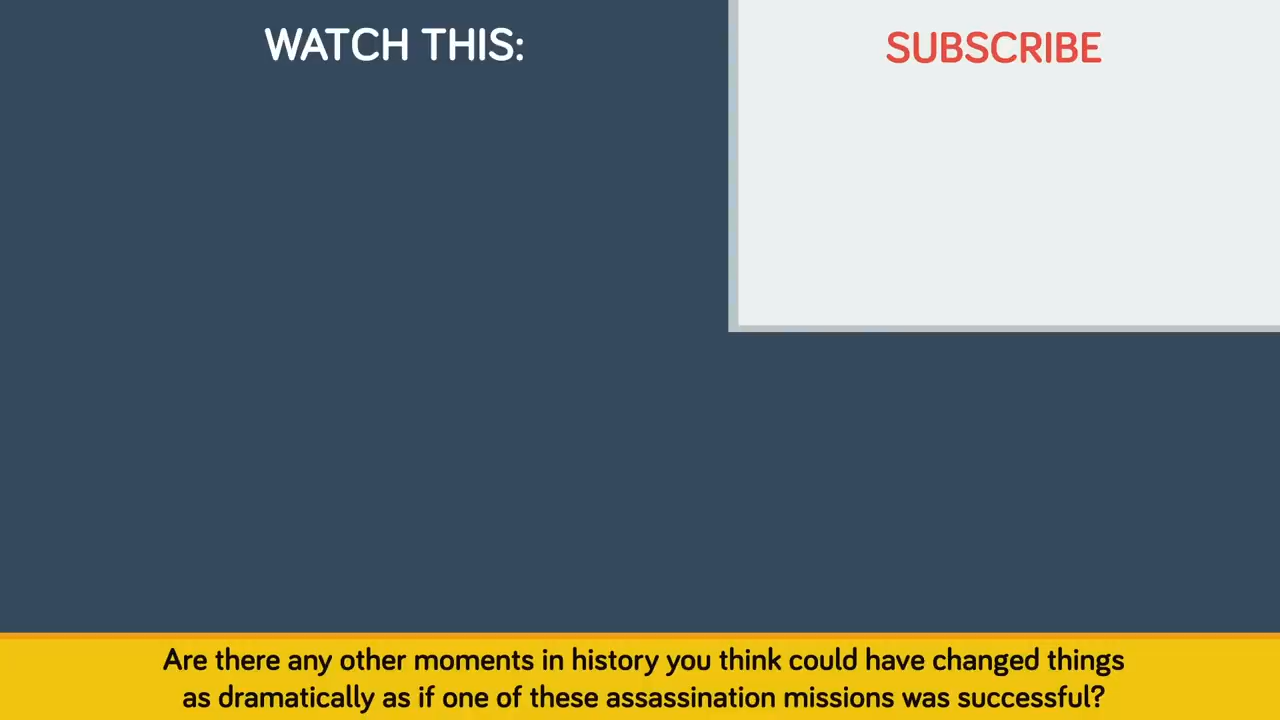 WATCH THIS:
SUBSCRIBE
Are there any other moments in history you think could have changed things
as dramatically as if one of these assassination missions was successful?